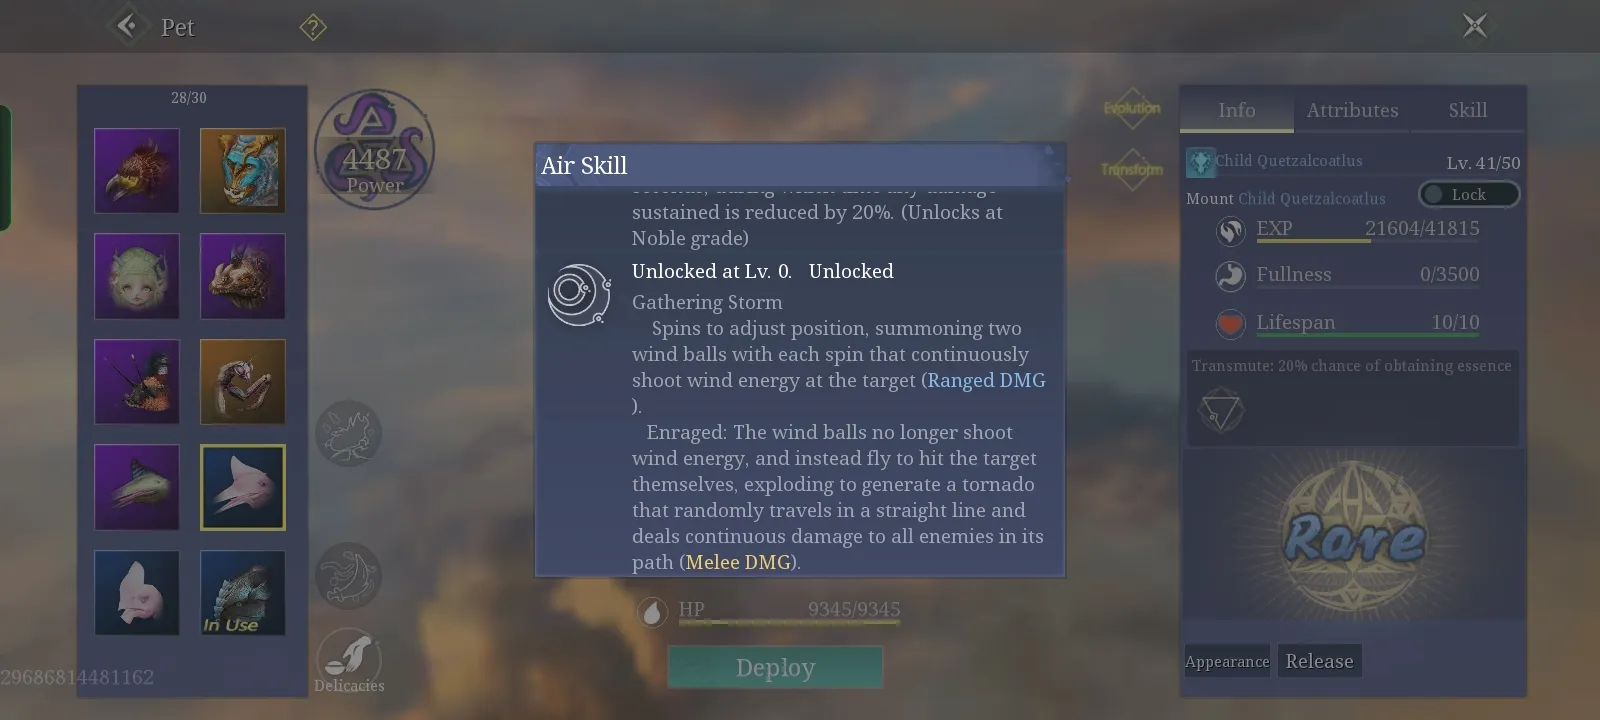 Pet
?
28/30
4487
Power
In Use
Delicacies
29686814481162
Air Skill
sustained is reduced by 20%. (Unlocks at
Noble grade)
Unlocked at Lv. 0. Unlocked
Gathering Storm
Spins to adjust position, summoning two
wind balls with each spin that continuously
shoot wind energy at the target (Ranged DMG
).
Enraged: The wind balls no longer shoot
wind energy, and instead fly to hit the target
themselves, exploding to generate a tornado
that randomly travels in a straight line and
deals continuous damage to all enemies in its
path (Melee DMG).
HP 9345/9345
Deploy
Evolution
Transform
Info Attributes Skill
Child Quetzalcoatlus Lv. 41/50
Mount Child Quetzalcoatlus Lock
EXP 21604/41815
Fullness 0/3500
Lifespan 10/10
Transmute: 20% chance of obtaining essence
Rare
Appearance Release